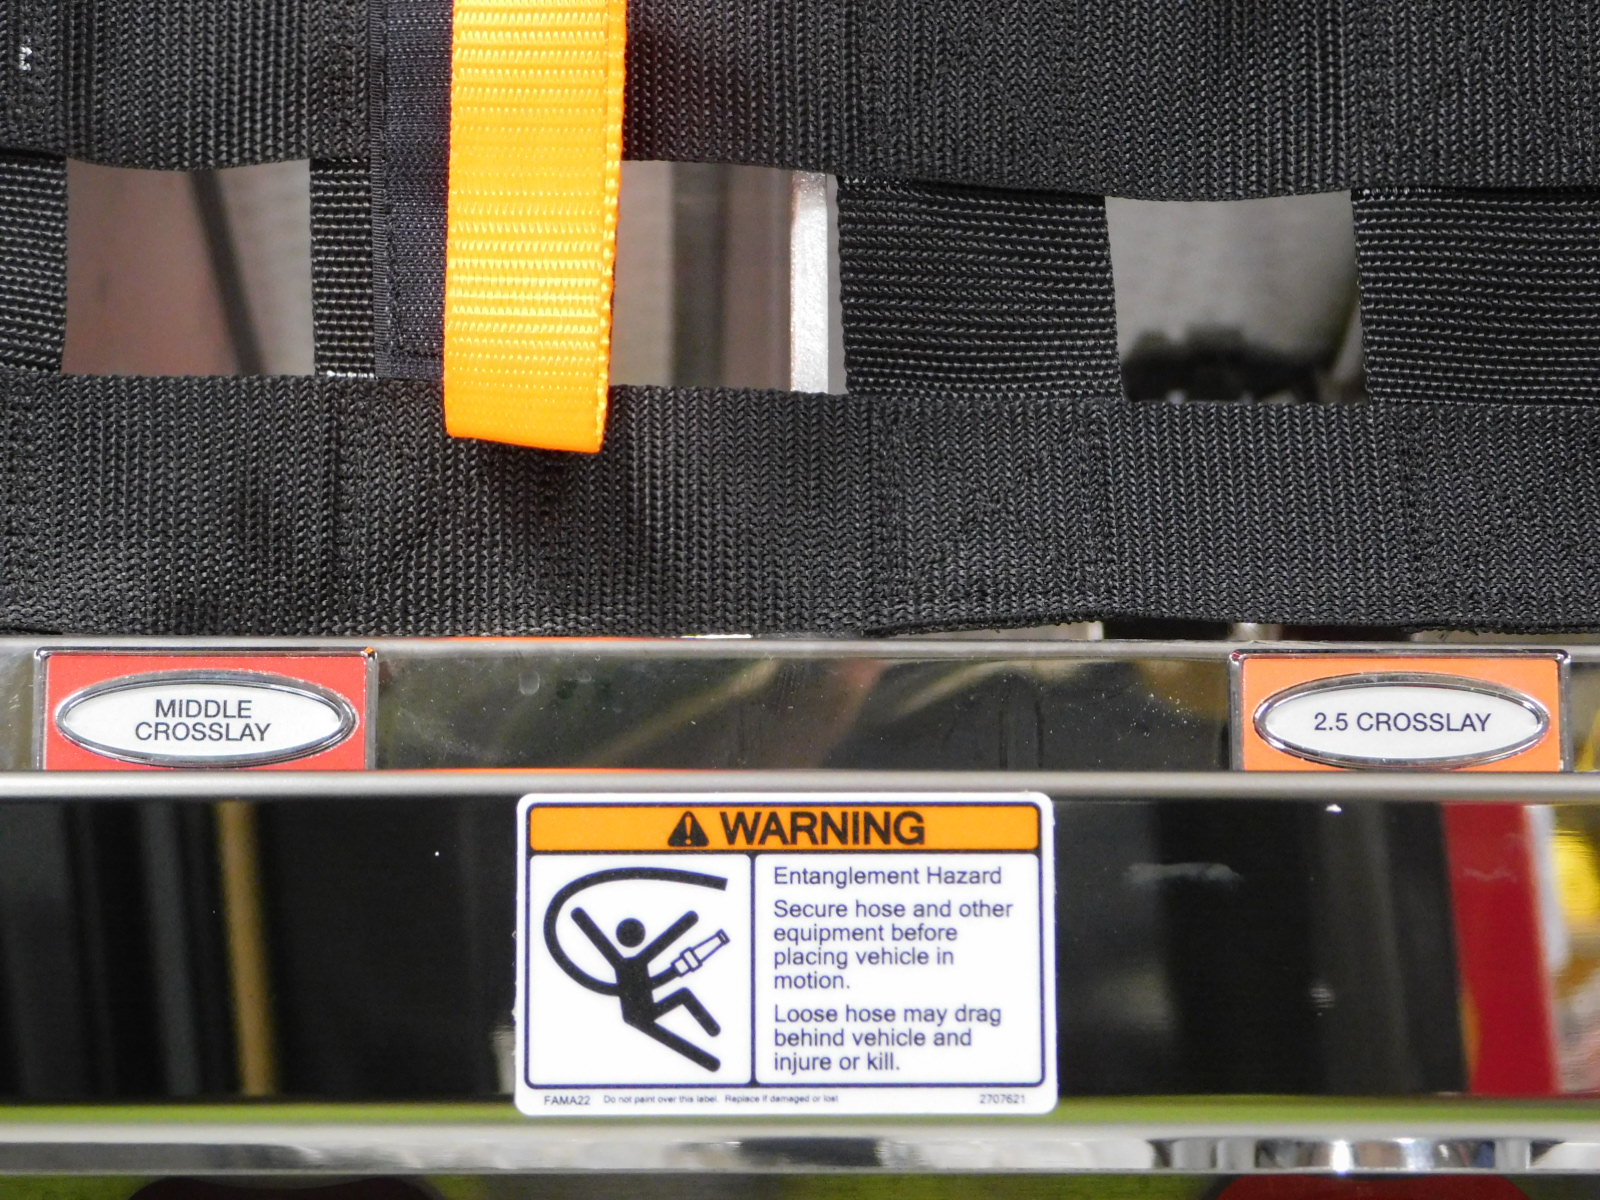 MIDDLE
CROSSLAY
2.5 CROSSLAY
WARNING
Entanglement Hazard
Secure hose and other
equipment before
placing vehicle in
motion.
Loose hose may drag
behind vehicle and
injure or kill.
FAMA22 Do not paint over this label. Replace if damaged or lost 2707621